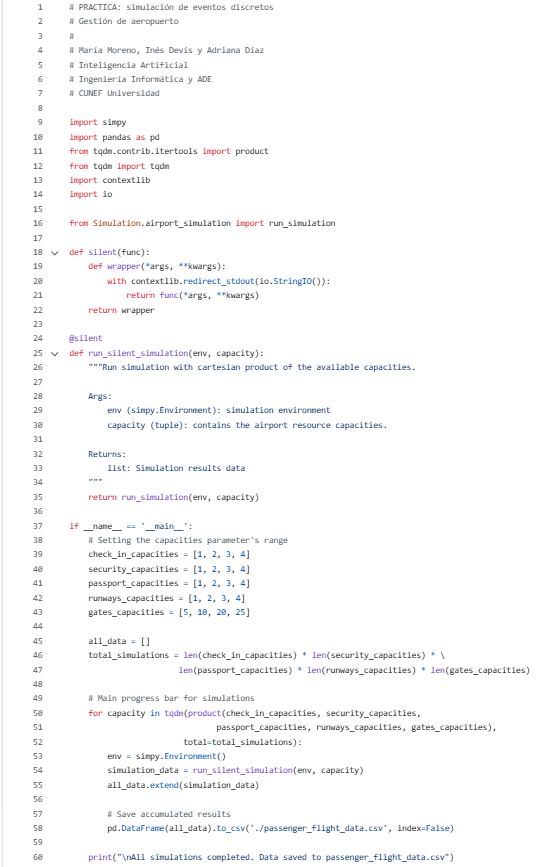 1 # PRACTICA: simulación de eventos discretos
2 # Gestión de aeropuerto
3 #
4 # María Moreno, Inés Devis y Adriana Díaz
5 # Inteligencia Artificial
6 # Ingeniería Informática y ADE
7 # CUNEF Universidad
8
9 import simpy
10 import pandas as pd
11 from tqdm.contrib.itertools import product
12 from tqdm import tqdm
13 import contextlib
14 import io
15
16 from Simulation.airport_simulation import run_simulation
17
18 def silent(func):
19     def wrapper(*args, **kwargs):
20         with contextlib.redirect_stdout(io.StringIO()):
21             return func(*args, **kwargs)
22     return wrapper
23
24 @silent
25 def run_silent_simulation(env, capacity):
26     """Run simulation with cartesian product of the available capacities.
27
28     Args:
29         env (simpy.Environment): simulation environment
30         capacity (tuple): contains the airport resource capacities.
31
32     Returns:
33         list: Simulation results data
34     """
35     return run_simulation(env, capacity)
36
37 if __name__ == '__main__':
38     # Setting the capacities parameter's range
39     check_in_capacities = [1, 2, 3, 4]
40     security_capacities = [1, 2, 3, 4]
41     passport_capacities = [1, 2, 3, 4]
42     runways_capacities = [1, 2, 3, 4]
43     gates_capacities = [5, 10, 20, 25]
44
45     all_data = []
46     total_simulations = len(check_in_capacities) * len(security_capacities) * \
47                         len(passport_capacities) * len(runways_capacities) * len(gates_capacities)
48
49     # Main progress bar for simulations
50     for capacity in tqdm(product(check_in_capacities, security_capacities,
51                                  passport_capacities, runways_capacities, gates_capacities),
52                          total=total_simulations):
53         env = simpy.Environment()
54         simulation_data = run_silent_simulation(env, capacity)
55         all_data.extend(simulation_data)
56
57         # Save accumulated results
58         pd.DataFrame(all_data).to_csv('./passenger_flight_data.csv', index=False)
59
60     print("\nAll simulations completed. Data saved to passenger_flight_data.csv")